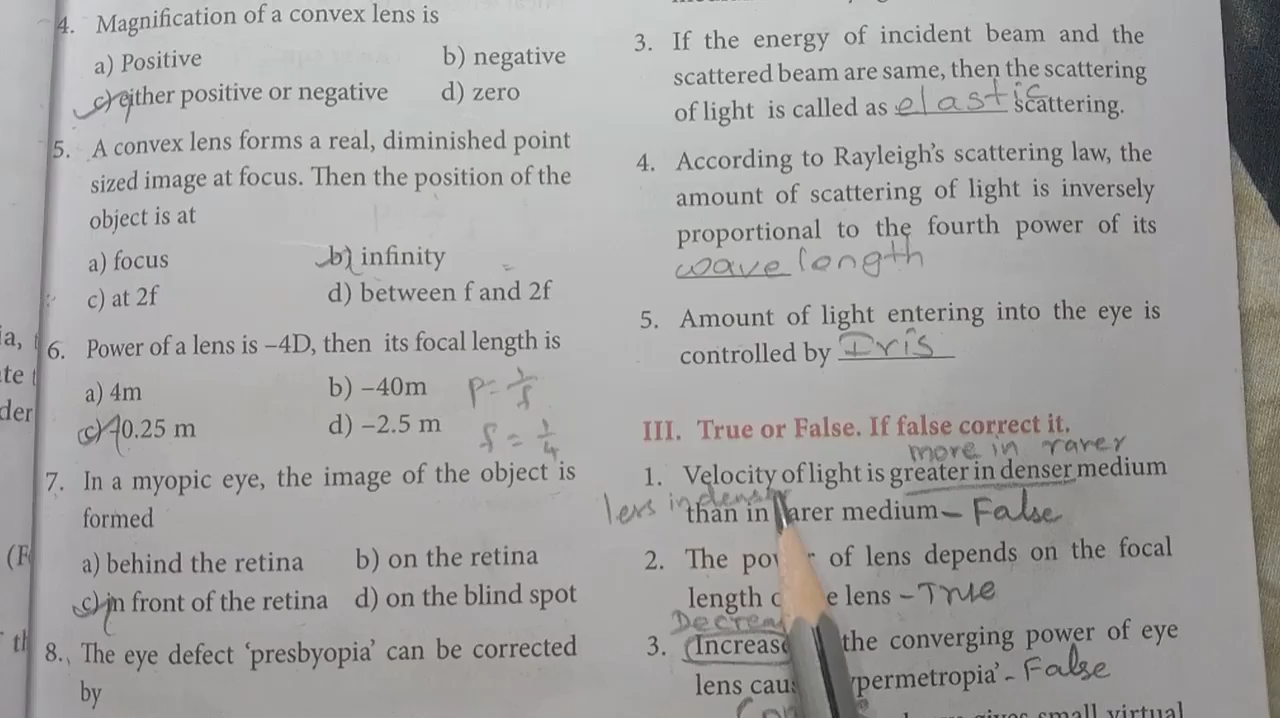 4. Magnification of a convex lens is
a) Positive b) negative
c) either positive or negative d) zero
5. A convex lens forms a real, diminished point
sized image at focus. Then the position of the
object is at
a) focus b) infinity
c) at 2f d) between f and 2f
6. Power of a lens is –4D, then its focal length is
a) 4m b) –40m
P = 1/f
c) –0.25 m d) –2.5 m
f = 1/4
7. In a myopic eye, the image of the object is
formed
a) behind the retina b) on the retina
c) in front of the retina d) on the blind spot
8. The eye defect ‘presbyopia’ can be corrected
by
3. If the energy of incident beam and the
scattered beam are same, then the scattering
of light is called as elastic scattering.
4. According to Rayleigh’s scattering law, the
amount of scattering of light is inversely
proportional to the fourth power of its
wave length
5. Amount of light entering into the eye is
controlled by Iris
III. True or False. If false correct it.
more in rarer
1. Velocity of light is greater in denser medium
than in rarer medium – False
2. The of lens depends on the focal
length lens – True
3. the converging power of eye
lens – False
small virtual